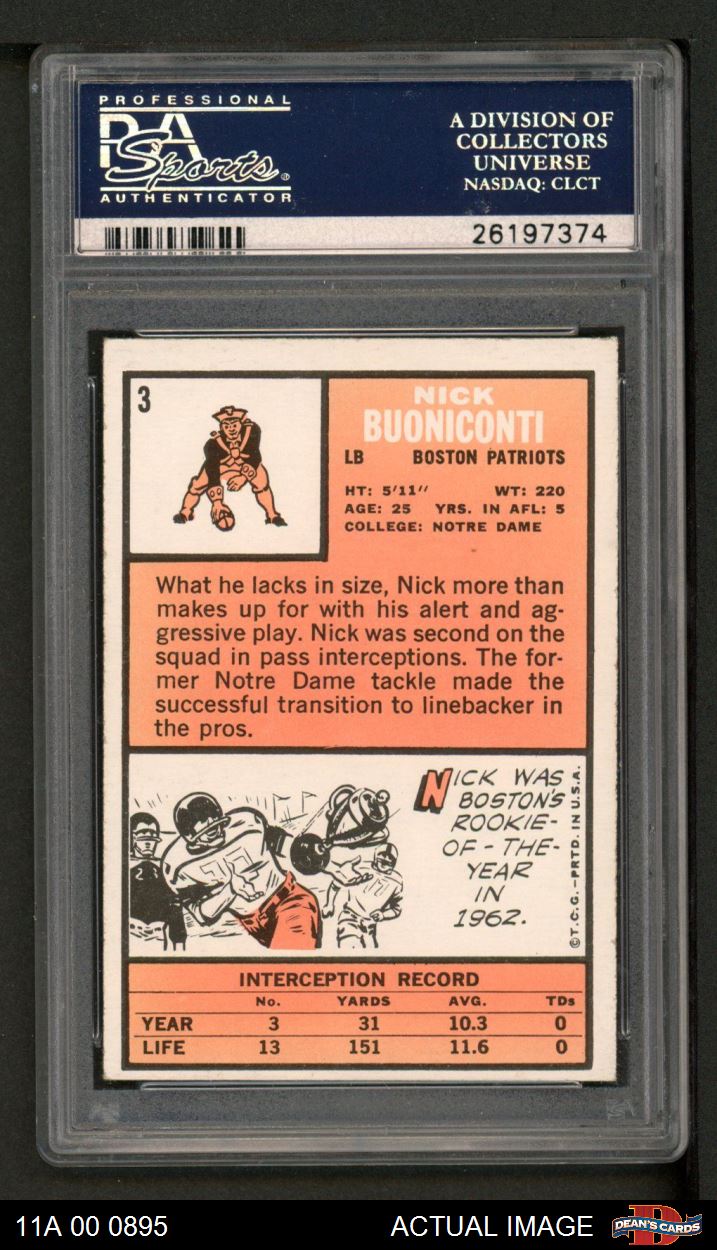 PROFESSIONAL
PSA
Sports®
AUTHENTICATOR
A DIVISION OF
COLLECTORS
UNIVERSE
NASDAQ: CLCT
26197374
3
NICK
BUONICONTI
LB BOSTON PATRIOTS
HT: 5'11" WT: 220
AGE: 25 YRS. IN AFL: 5
COLLEGE: NOTRE DAME
What he lacks in size, Nick more than
makes up for with his alert and ag-
gressive play. Nick was second on the
squad in pass interceptions. The for-
mer Notre Dame tackle made the
successful transition to linebacker in
the pros.
NICK WAS
BOSTON'S
ROOKIE-
OF-THE-
YEAR
IN
1962.
©T.C.G.—PRTD. IN U.S.A.
INTERCEPTION RECORD
No. YARDS AVG. TDs
YEAR 3 31 10.3 0
LIFE 13 151 11.6 0
11A 00 0895
ACTUAL IMAGE
DEAN'S CARDS